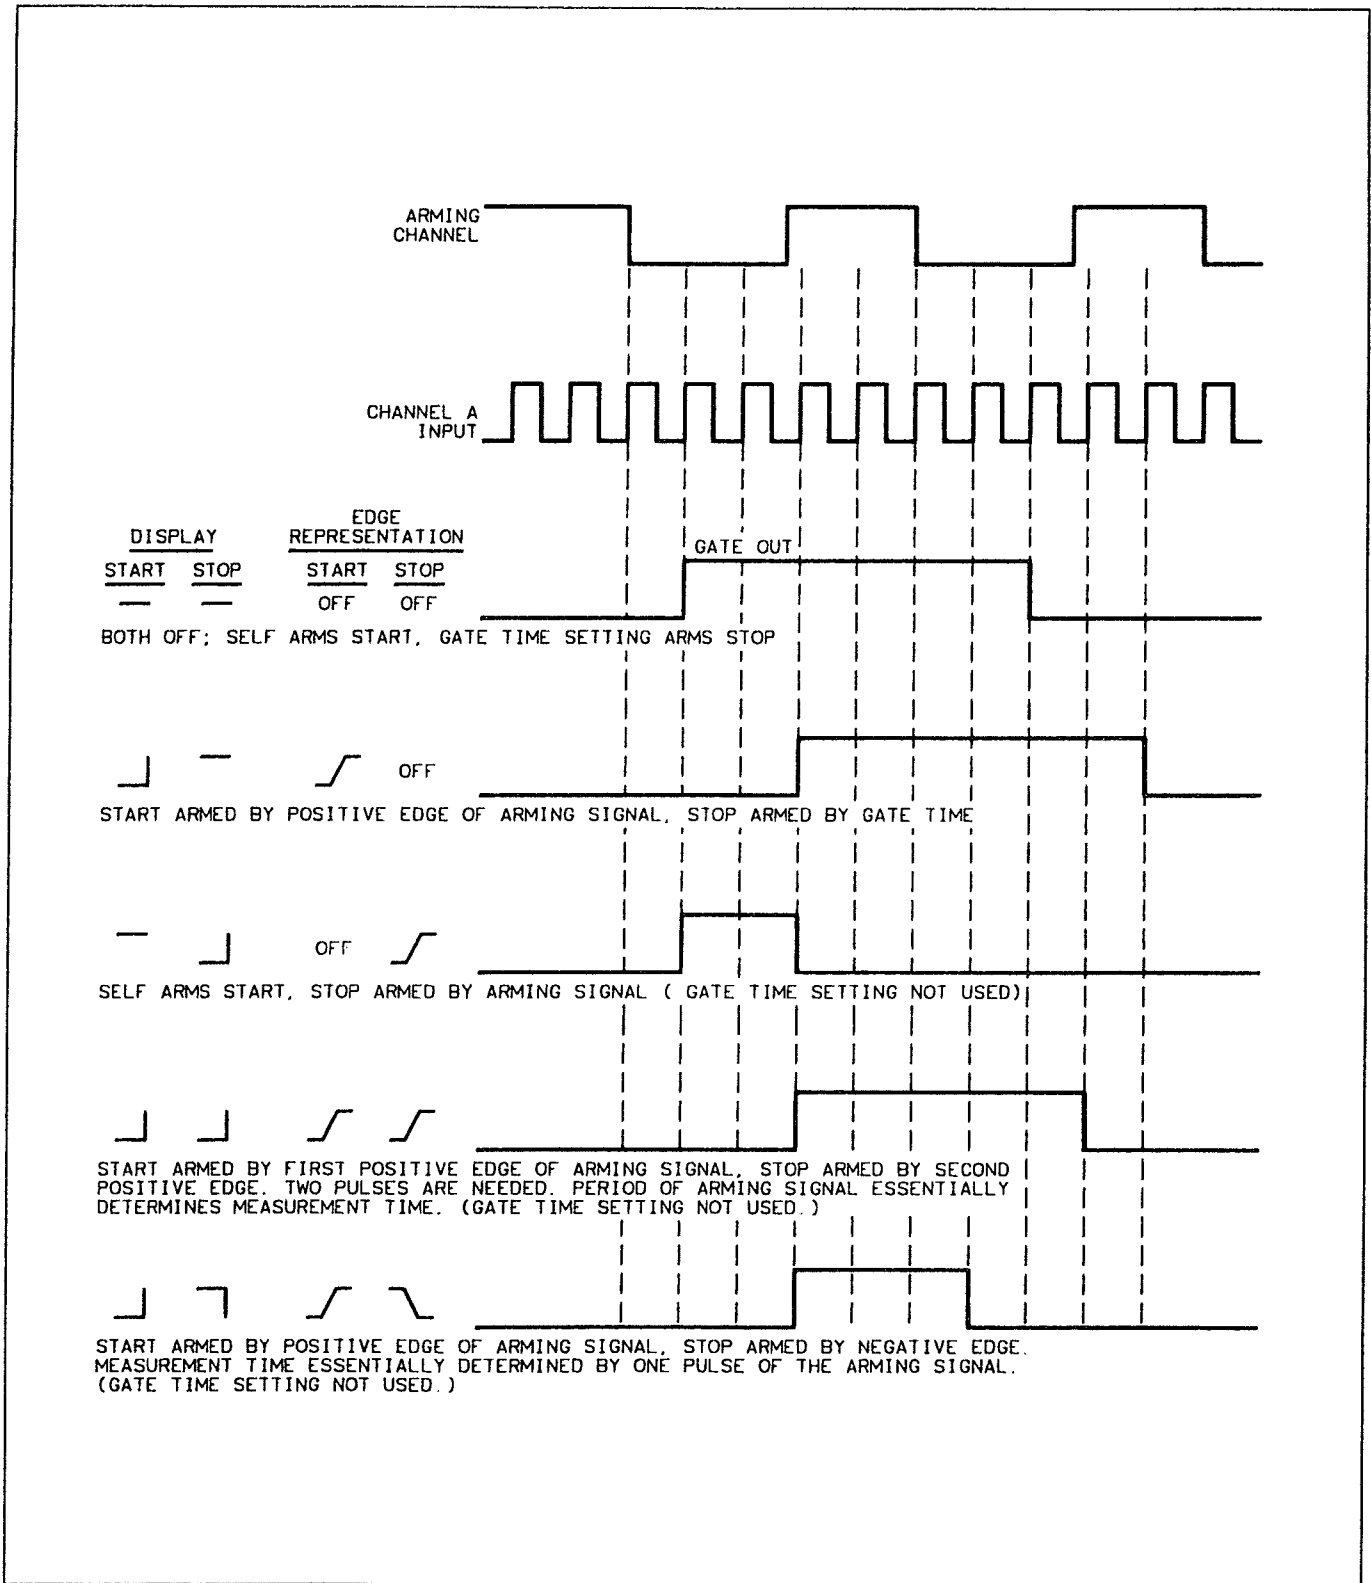 ARMING
CHANNEL
CHANNEL A
INPUT
DISPLAY
EDGE
REPRESENTATION
START STOP START STOP
OFF OFF
GATE OUT
BOTH OFF; SELF ARMS START, GATE TIME SETTING ARMS STOP
OFF
START ARMED BY POSITIVE EDGE OF ARMING SIGNAL, STOP ARMED BY GATE TIME
OFF
SELF ARMS START, STOP ARMED BY ARMING SIGNAL ( GATE TIME SETTING NOT USED)
START ARMED BY FIRST POSITIVE EDGE OF ARMING SIGNAL, STOP ARMED BY SECOND
POSITIVE EDGE. TWO PULSES ARE NEEDED. PERIOD OF ARMING SIGNAL ESSENTIALLY
DETERMINES MEASUREMENT TIME. (GATE TIME SETTING NOT USED.)
START ARMED BY POSITIVE EDGE OF ARMING SIGNAL, STOP ARMED BY NEGATIVE EDGE.
MEASUREMENT TIME ESSENTIALLY DETERMINED BY ONE PULSE OF THE ARMING SIGNAL.
(GATE TIME SETTING NOT USED.)